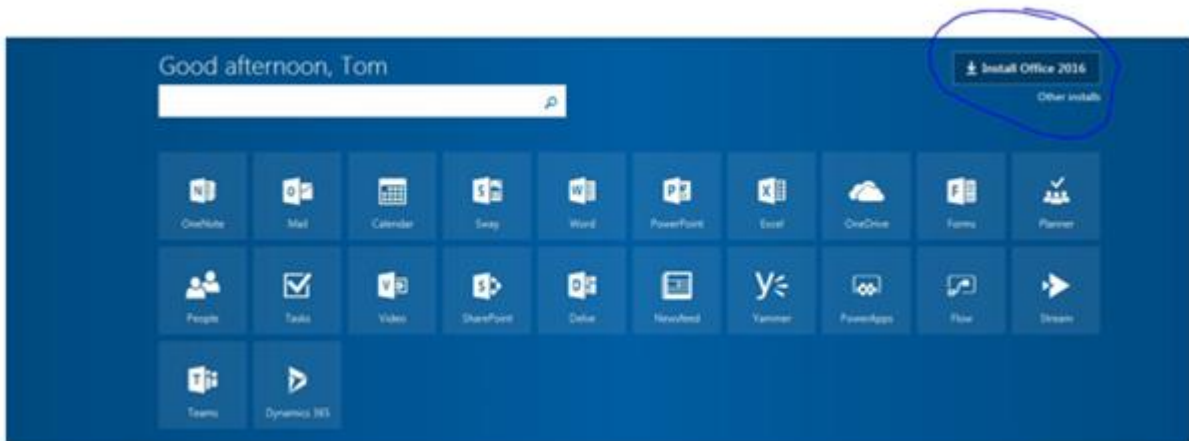 Good afternoon, Tom
Install Office 2016
Other installs
OneNote Mail Calendar Sway Word PowerPoint Excel OneDrive Forms Planner
People Tasks Video SharePoint Delve Newsfeed Yammer PowerApps Flow Stream
Teams Dynamics 365